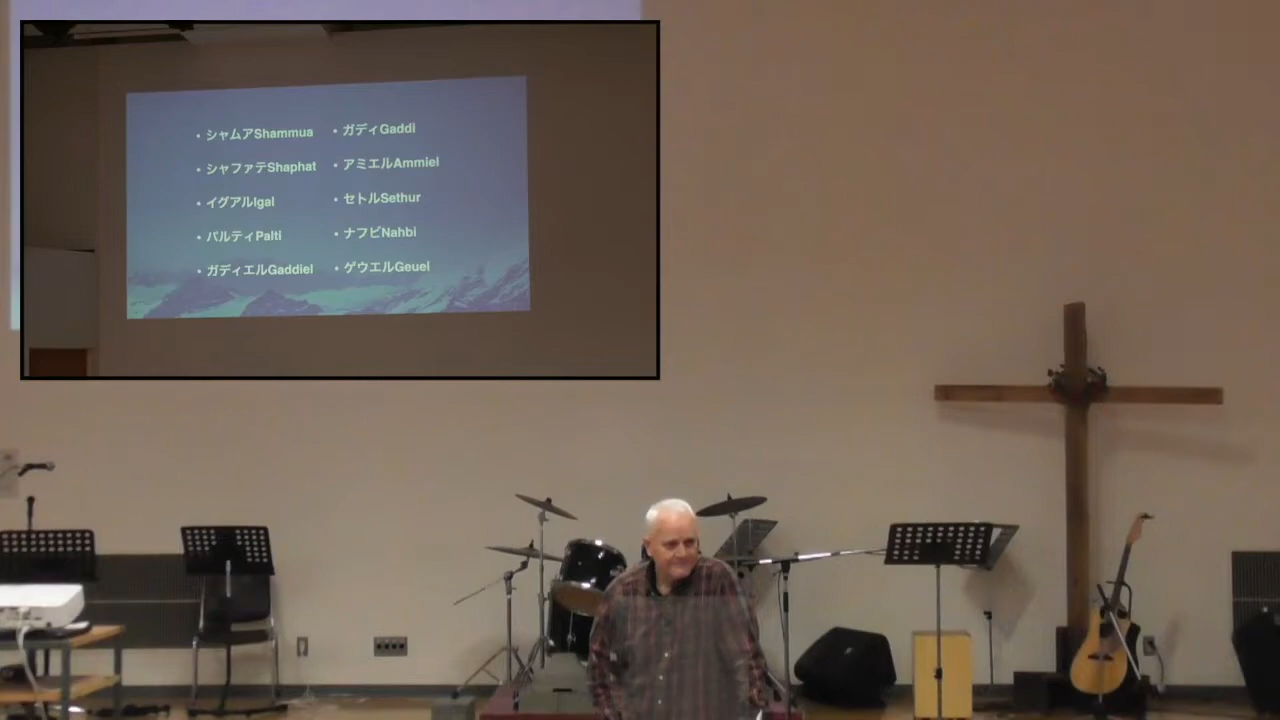 • シャムアShammua
• シャファテShaphat
• イグアルIgal
• パルティPalti
• ガディエルGaddiel
• ガディGaddi
• アミエルAmmiel
• セトルSethur
• ナフビNahbi
• ゲウエルGeuel